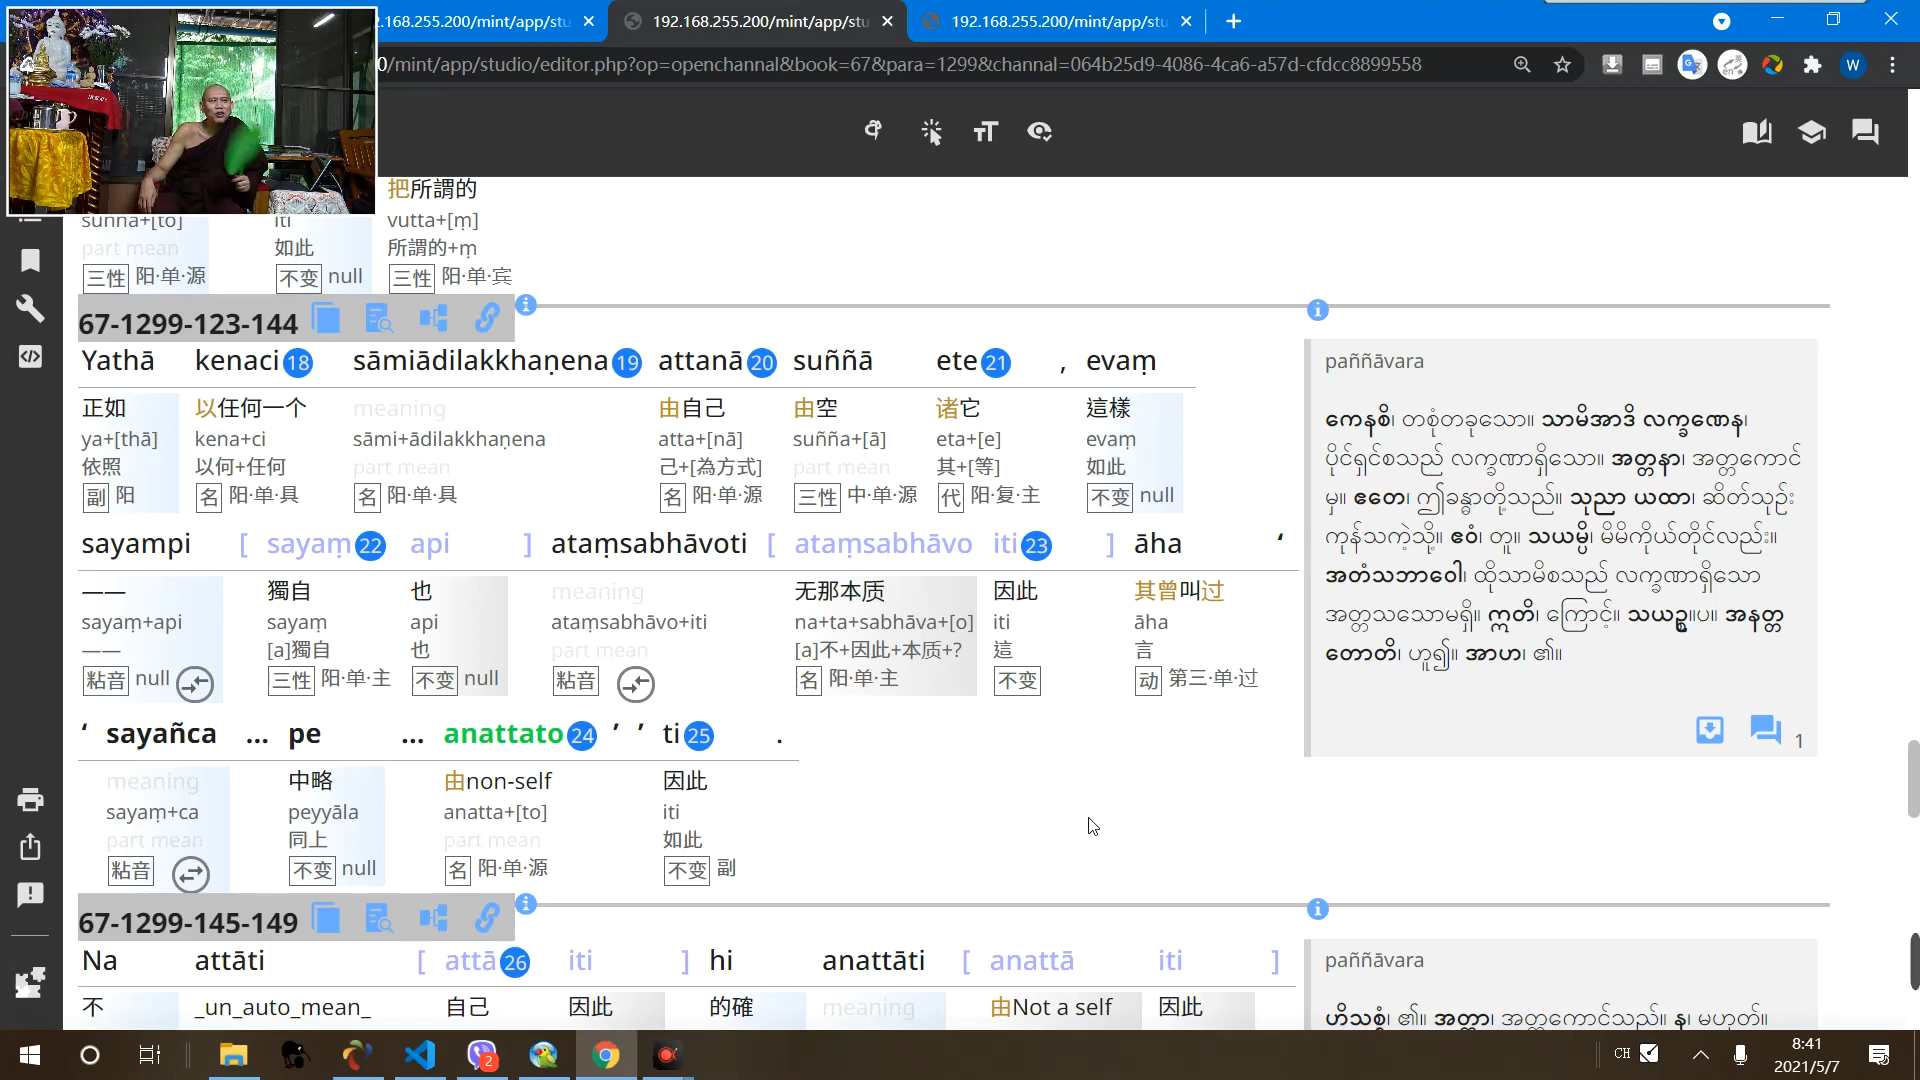 .168.255.200/mint/app/stu
192.168.255.200/mint/app/stu
192.168.255.200/mint/app/stu
0/mint/app/studio/editor.php?op=openchannal&book=67&para=1299&channal=064b25d9-4086-4ca6-a57d-cfdcc8899558
把所謂的
suñña+[to] iti vutta+[ṃ]
part mean 如此 所謂的+ṃ
三性 阳·单·源 不变 null 三性 阳·单·宾
67-1299-123-144
Yathā kenaci 18 sāmiādilakkhaṇena 19 attanā 20 suññā ete 21 , evaṃ
正如 以任何一个 meaning 由自己 由空 诸它 這樣
ya+[thā] kena+ci sāmi+ādilakkhaṇena atta+[nā] suñña+[ā] eta+[e] evaṃ
依照 以何+任何 part mean 己+[為方式] part mean 其+[等] 如此
副 阳 名 阳·单·具 名 阳·单·具 名 阳·单·源 三性 中·单·源 代 阳·复·主 不变 null
sayampi [ sayaṃ 22 api ] ataṃsabhāvoti [ ataṃsabhāvo iti 23 ] āha ‘
—— 獨自 也 meaning 无那本质 因此 其曾叫过
sayaṃ+api sayaṃ api ataṃsabhāvo+iti na+ta+sabhāva+[o] iti āha
—— [a]獨自 也 part mean [a]不+因此+本质+? 這 言
粘音 null 三性 阳·单·主 不变 null 粘音 名 阳·单·主 不变 动 第三·单·过
‘ sayañca ... pe ... anattato 24 ’ ’ ti 25 .
meaning 中略 由non-self 因此
sayaṃ+ca peyyāla anatta+[to] iti
part mean 同上 part mean 如此
粘音 不变 null 名 阳·单·源 不变 副
paññāvara
ကေနစိ၊ တစုံတခုသော။ သာမိအာဒိ လက္ခဏေန၊
ပိုင်ရှင်စသည် လက္ခဏာရှိသော။ အတ္တနာ၊ အတ္တကောင်
မှ။ ဧတေ၊ ဤခန္ဓာတို့သည်။ သုညာ ယထာ၊ ဆိတ်သုဉ်း
ကုန်သကဲ့သို့။ ဧဝံ၊ တူ။ သယမ္ပိ၊ မိမိကိုယ်တိုင်လည်း။
အတံသဘာဝေါ၊ ထိုသာမိစသည် လက္ခဏာရှိသော
အတ္တသသောမရှိ။ ဣတိ၊ ကြောင့်။ သယဉ္စ။ပ။ အနတ္တ
တောတိ၊ ဟူ၍။ အာဟ၊ ၏။
1
67-1299-145-149
Na attāti [ attā 26 iti ] hi anattāti [ anattā iti ]
不 _un_auto_mean_ 自己 因此 的確 meaning 由Not a self 因此
paññāvara
ဟိသစ္စံ၊ ၏။ အတ္တာ၊ အတ္တကောင်သည်။ န၊ မဟုတ်။
2
CH
8:41
2021/5/7